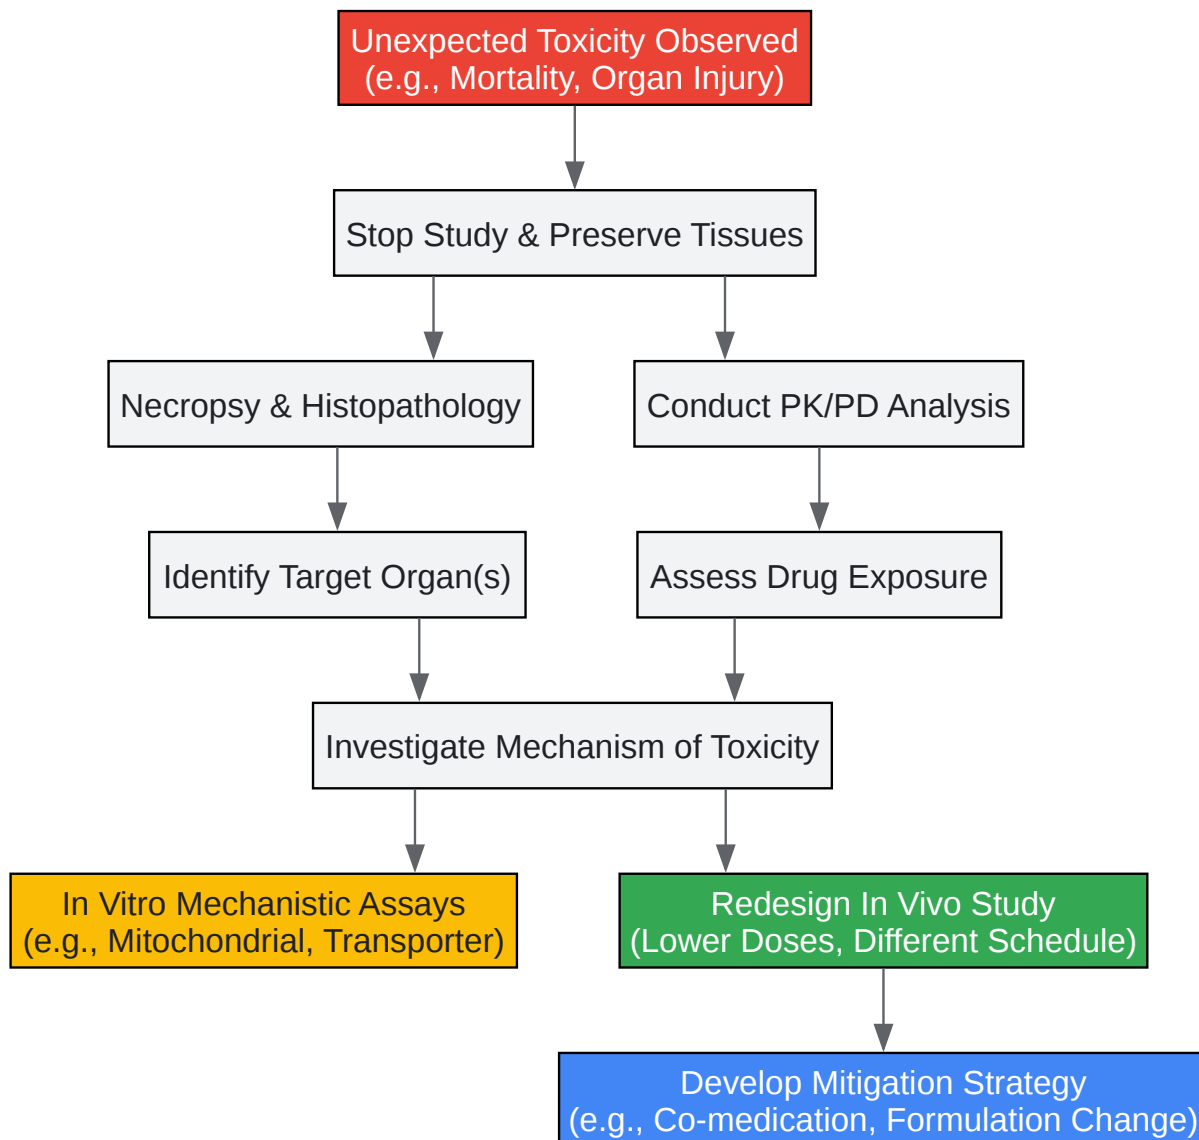 Unexpected Toxicity Observed
(e.g., Mortality, Organ Injury)
Stop Study & Preserve Tissues
Necropsy & Histopathology
Conduct PK/PD Analysis
Identify Target Organ(s)
Assess Drug Exposure
Investigate Mechanism of Toxicity
In Vitro Mechanistic Assays
(e.g., Mitochondrial, Transporter)
Redesign In Vivo Study
(Lower Doses, Different Schedule)
Develop Mitigation Strategy
(e.g., Co-medication, Formulation Change)